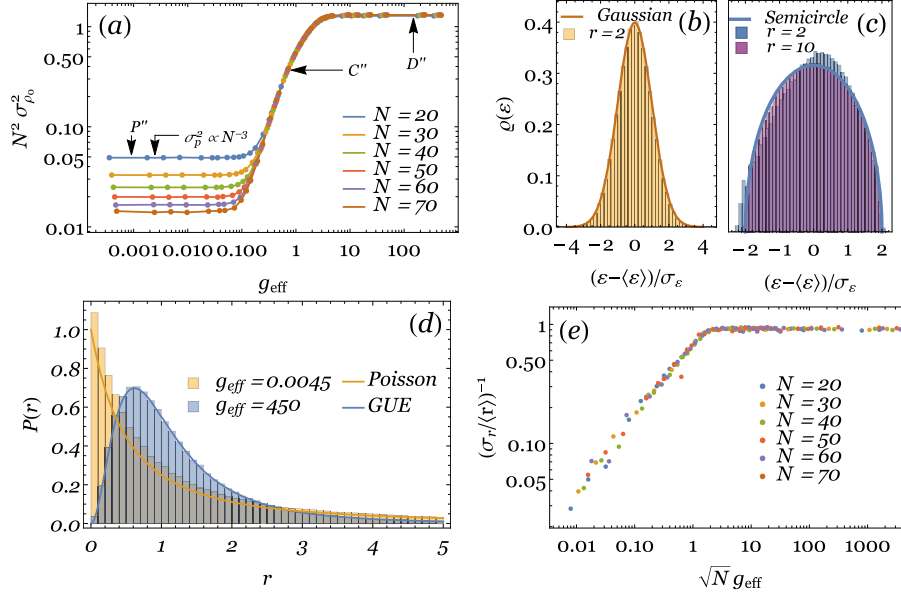 (a)
N² σ²ρ₀
1
0.50
0.10
0.05
0.01
P''
σ²ₚ ∝ N⁻³
C''
D''
N = 20
N = 30
N = 40
N = 50
N = 60
N = 70
0.001 0.010 0.100 1 10 100
g_eff
(b)
Gaussian
r = 2
ϱ(ε)
0.4
0.2
0.0
−4 −2 0 2 4
(ε−⟨ε⟩)/σ_ε
(c)
Semicircle
r = 2
r = 10
−2 −1 0 1 2
(ε−⟨ε⟩)/σ_ε
(d)
P(r)
1.0
0.8
0.6
0.4
0.2
0.0
g_eff = 0.0045
g_eff = 450
Poisson
GUE
0 1 2 3 4 5
r
(e)
(σ_r/⟨r⟩)⁻¹
1
0.50
0.10
0.05
N = 20
N = 30
N = 40
N = 50
N = 60
N = 70
0.01 0.10 1 10 100 1000
√N g_eff